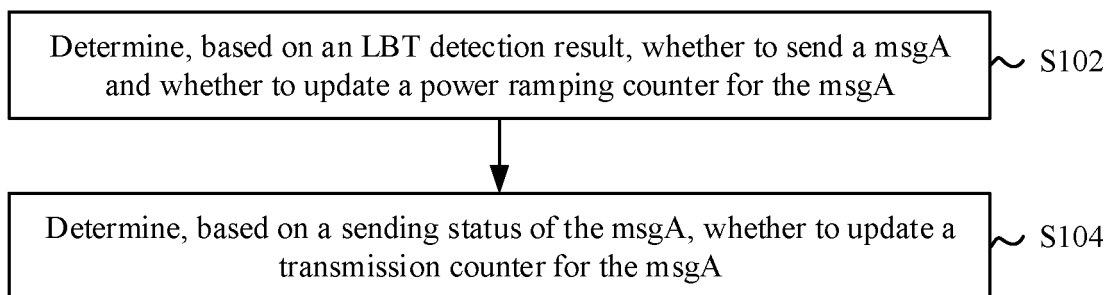 Determine, based on an LBT detection result, whether to send a msgA
and whether to update a power ramping counter for the msgA
S102
Determine, based on a sending status of the msgA, whether to update a
transmission counter for the msgA
S104